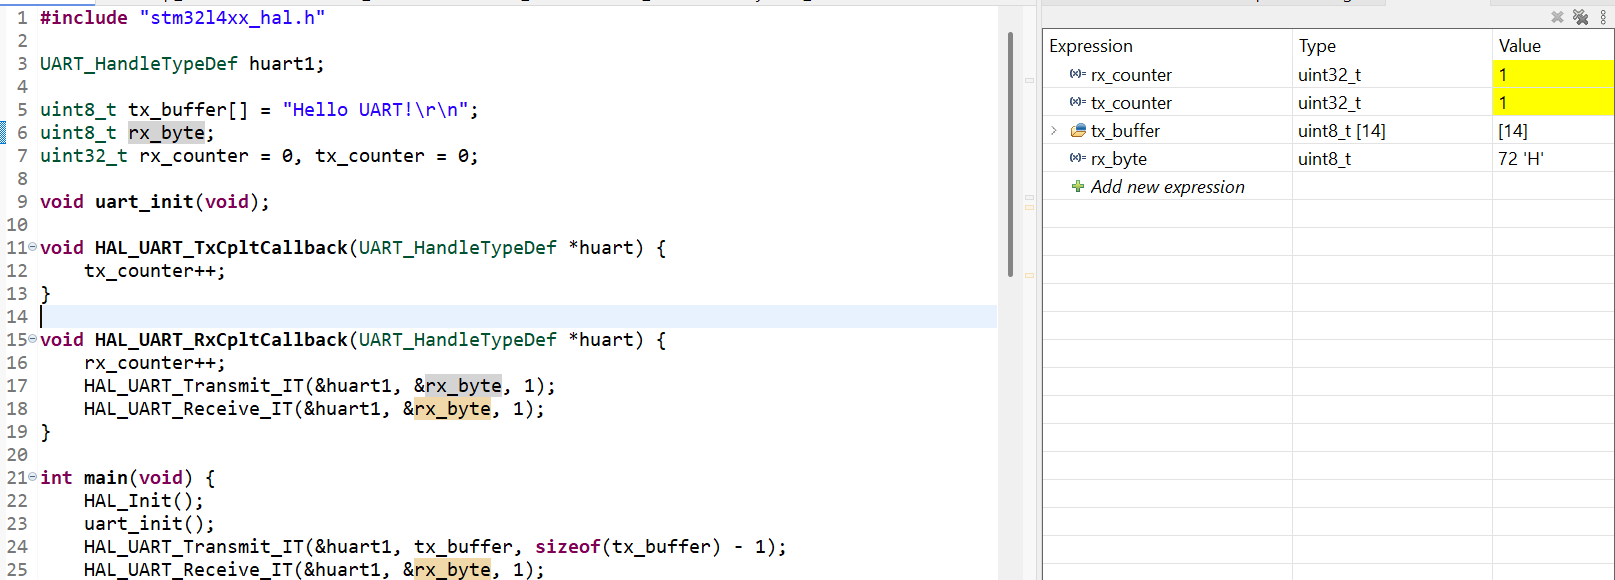 1 #include "stm32l4xx_hal.h"
2
3 UART_HandleTypeDef huart1;
4
5 uint8_t tx_buffer[] = "Hello UART!\r\n";
6 uint8_t rx_byte;
7 uint32_t rx_counter = 0, tx_counter = 0;
8
9 void uart_init(void);
10
11 void HAL_UART_TxCpltCallback(UART_HandleTypeDef *huart) {
12     tx_counter++;
13 }
14
15 void HAL_UART_RxCpltCallback(UART_HandleTypeDef *huart) {
16     rx_counter++;
17     HAL_UART_Transmit_IT(&huart1, &rx_byte, 1);
18     HAL_UART_Receive_IT(&huart1, &rx_byte, 1);
19 }
20
21 int main(void) {
22     HAL_Init();
23     uart_init();
24     HAL_UART_Transmit_IT(&huart1, tx_buffer, sizeof(tx_buffer) - 1);
25     HAL_UART_Receive_IT(&huart1, &rx_byte, 1);
Expression Type Value
(x)= rx_counter uint32_t 1
(x)= tx_counter uint32_t 1
tx_buffer uint8_t [14] [14]
(x)= rx_byte uint8_t 72 'H'
Add new expression